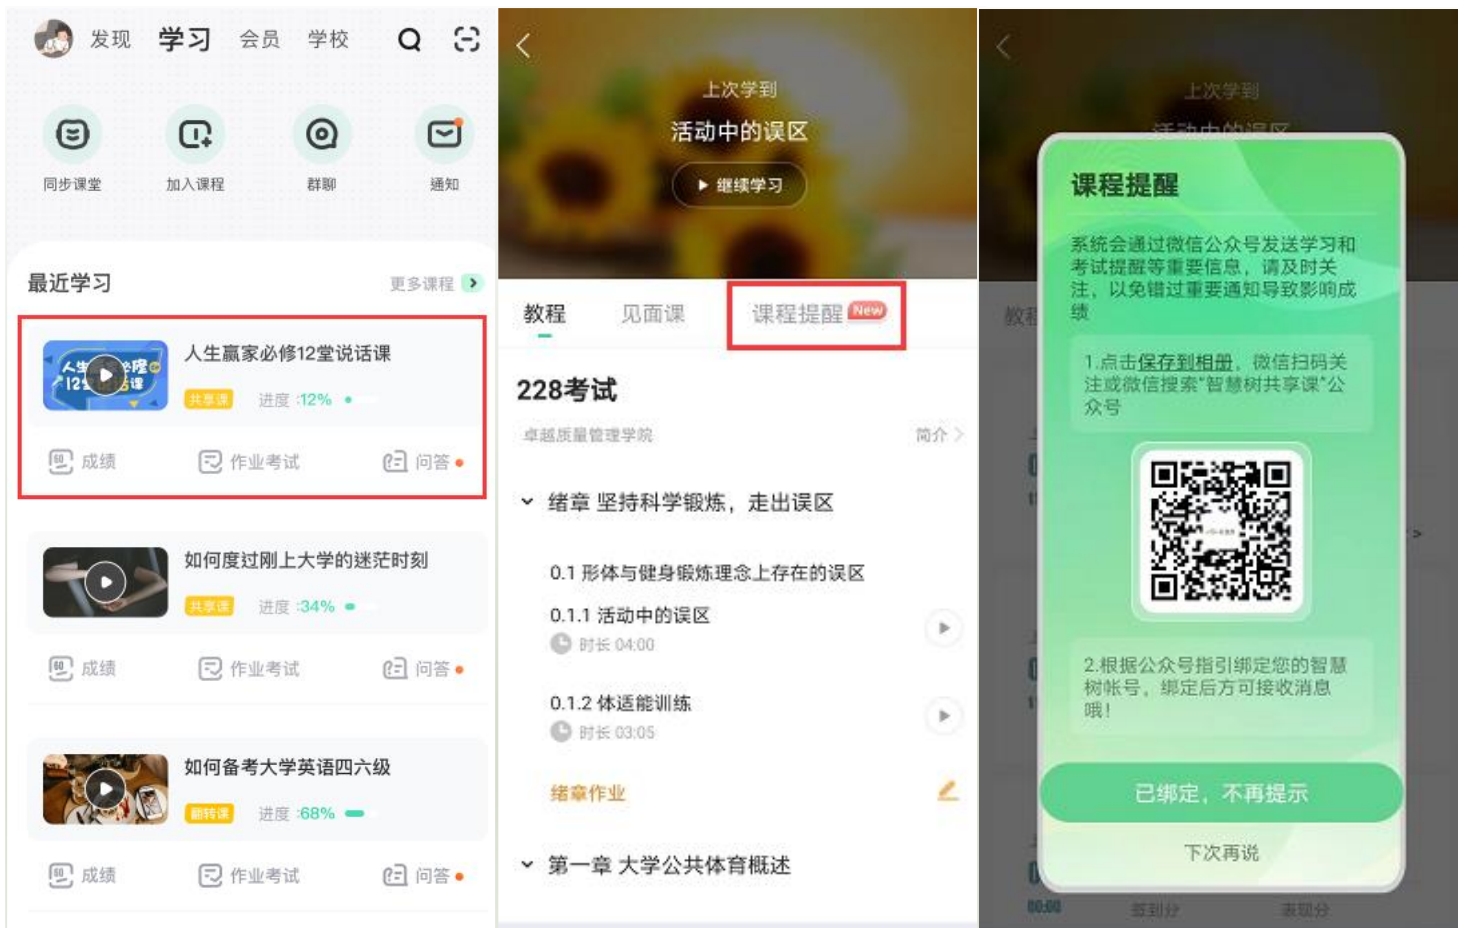 发现 学习 会员 学校
同步课堂 加入课程 群聊 通知
最近学习 更多课程
人生赢家必修12堂说话课
共享课 进度 :12%
成绩 作业考试 问答
如何度过刚上大学的迷茫时刻
共享课 进度 :34%
成绩 作业考试 问答
如何备考大学英语四六级
翻转课 进度 :68%
成绩 作业考试 问答
上次学到
活动中的误区
继续学习
教程 见面课 课程提醒 New
228考试
卓越质量管理学院 简介
绪章 坚持科学锻炼，走出误区
0.1 形体与健身锻炼理念上存在的误区
0.1.1 活动中的误区
时长 04:00
0.1.2 体适能训练
时长 03:05
绪章作业
第一章 大学公共体育概述
上次学到
活动中的误区
课程提醒
系统会通过微信公众号发送学习和
考试提醒等重要信息，请及时关
注，以免错过重要通知导致影响成
绩
1.点击保存到相册，微信扫码关
注或微信搜索"智慧树共享课"公
众号
2.根据公众号指引绑定您的智慧
树帐号，绑定后方可接收消息
哦！
已绑定，不再提示
下次再说
00:00 签到分 表现分